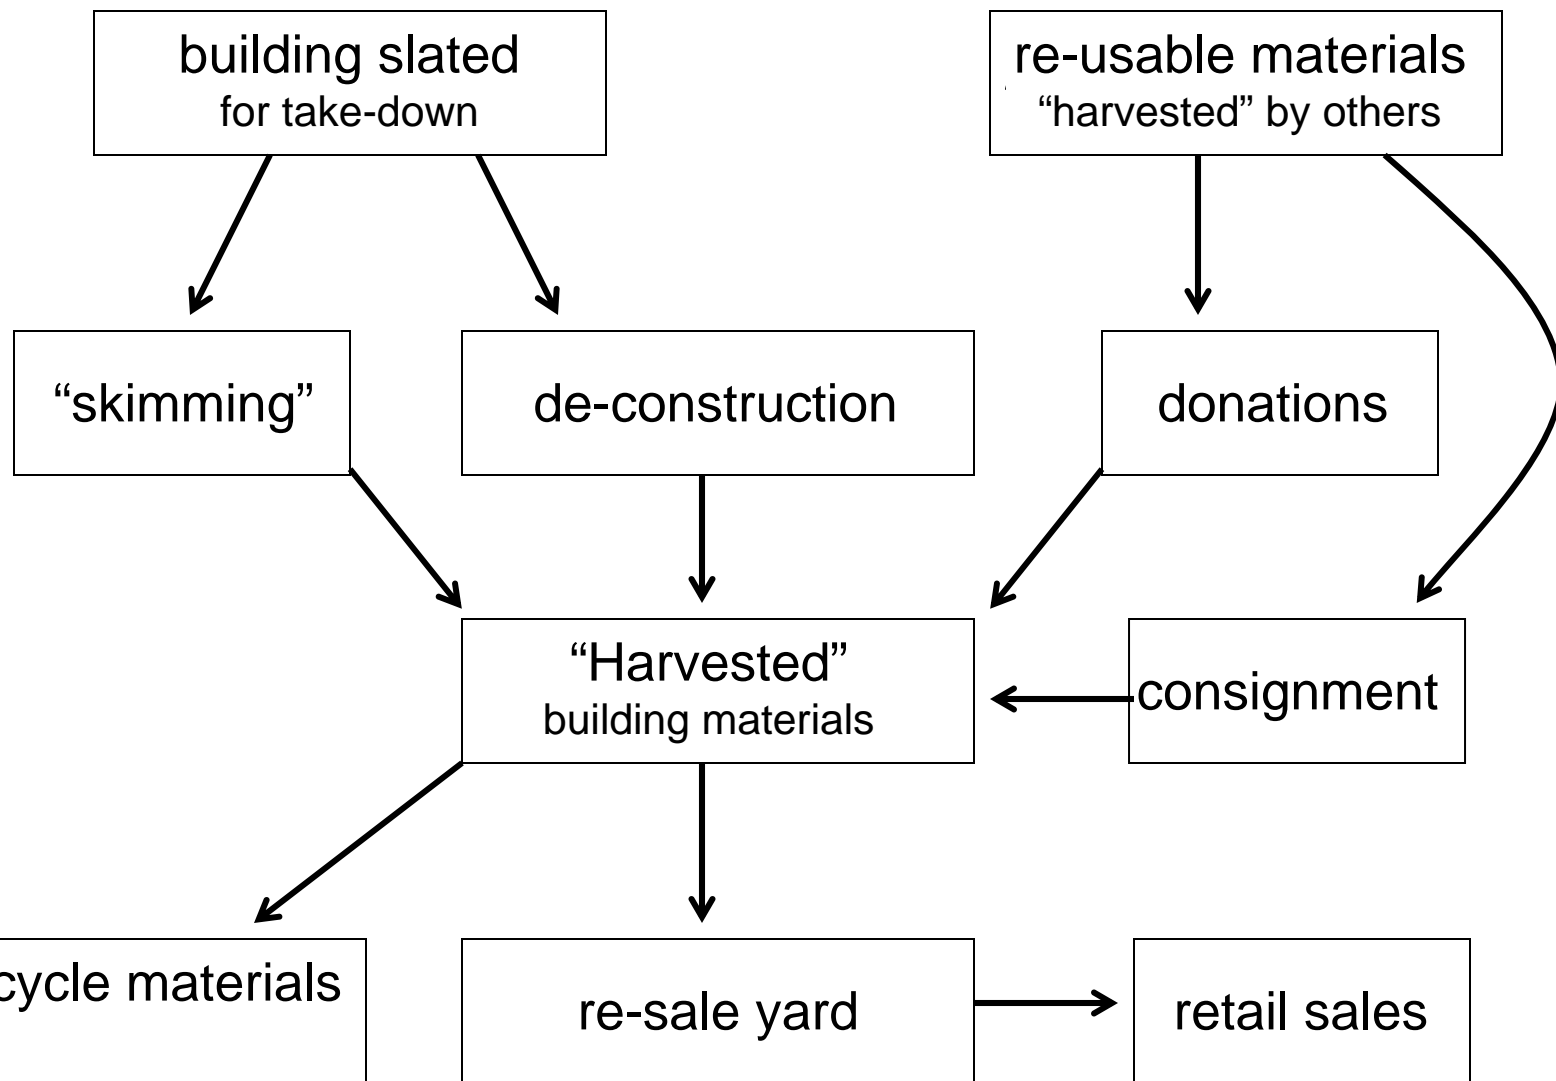 building slated
for take-down
re-usable materials
“harvested” by others
“skimming”
de-construction
donations
“Harvested”
building materials
consignment
cycle materials
re-sale yard
retail sales